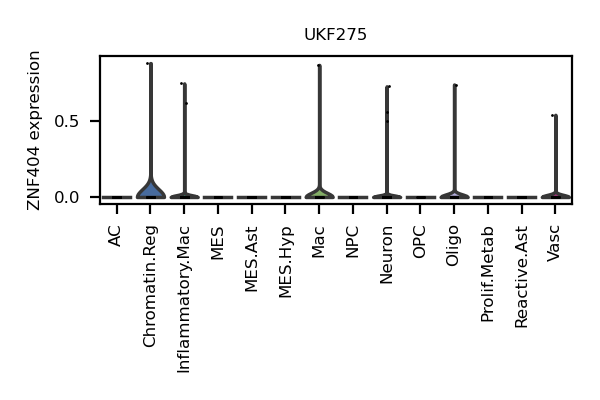 UKF275
ZNF404 expression
0.5
0.0
AC
Chromatin.Reg
Inflammatory.Mac
MES
MES.Ast
MES.Hyp
Mac
NPC
Neuron
OPC
Oligo
Prolif.Metab
Reactive.Ast
Vasc